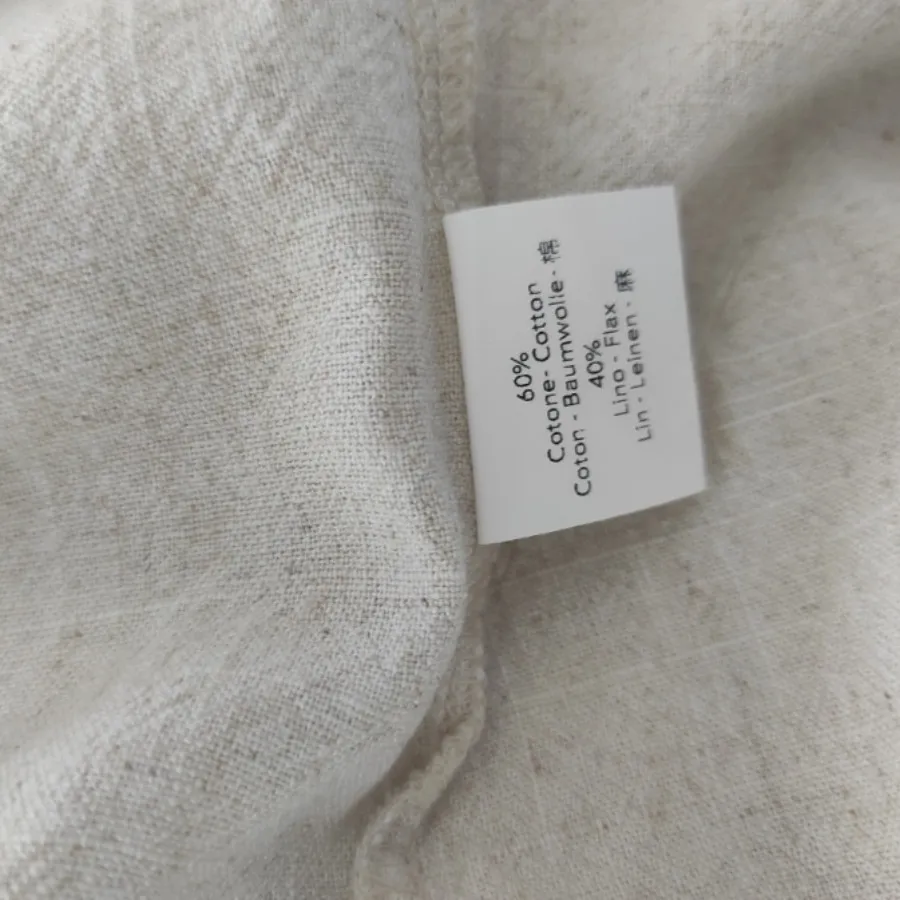 60%
Cotone- Cotton
Coton - Baumwolle - 棉
40%
Lino - Flax
Lin - Leinen - 麻